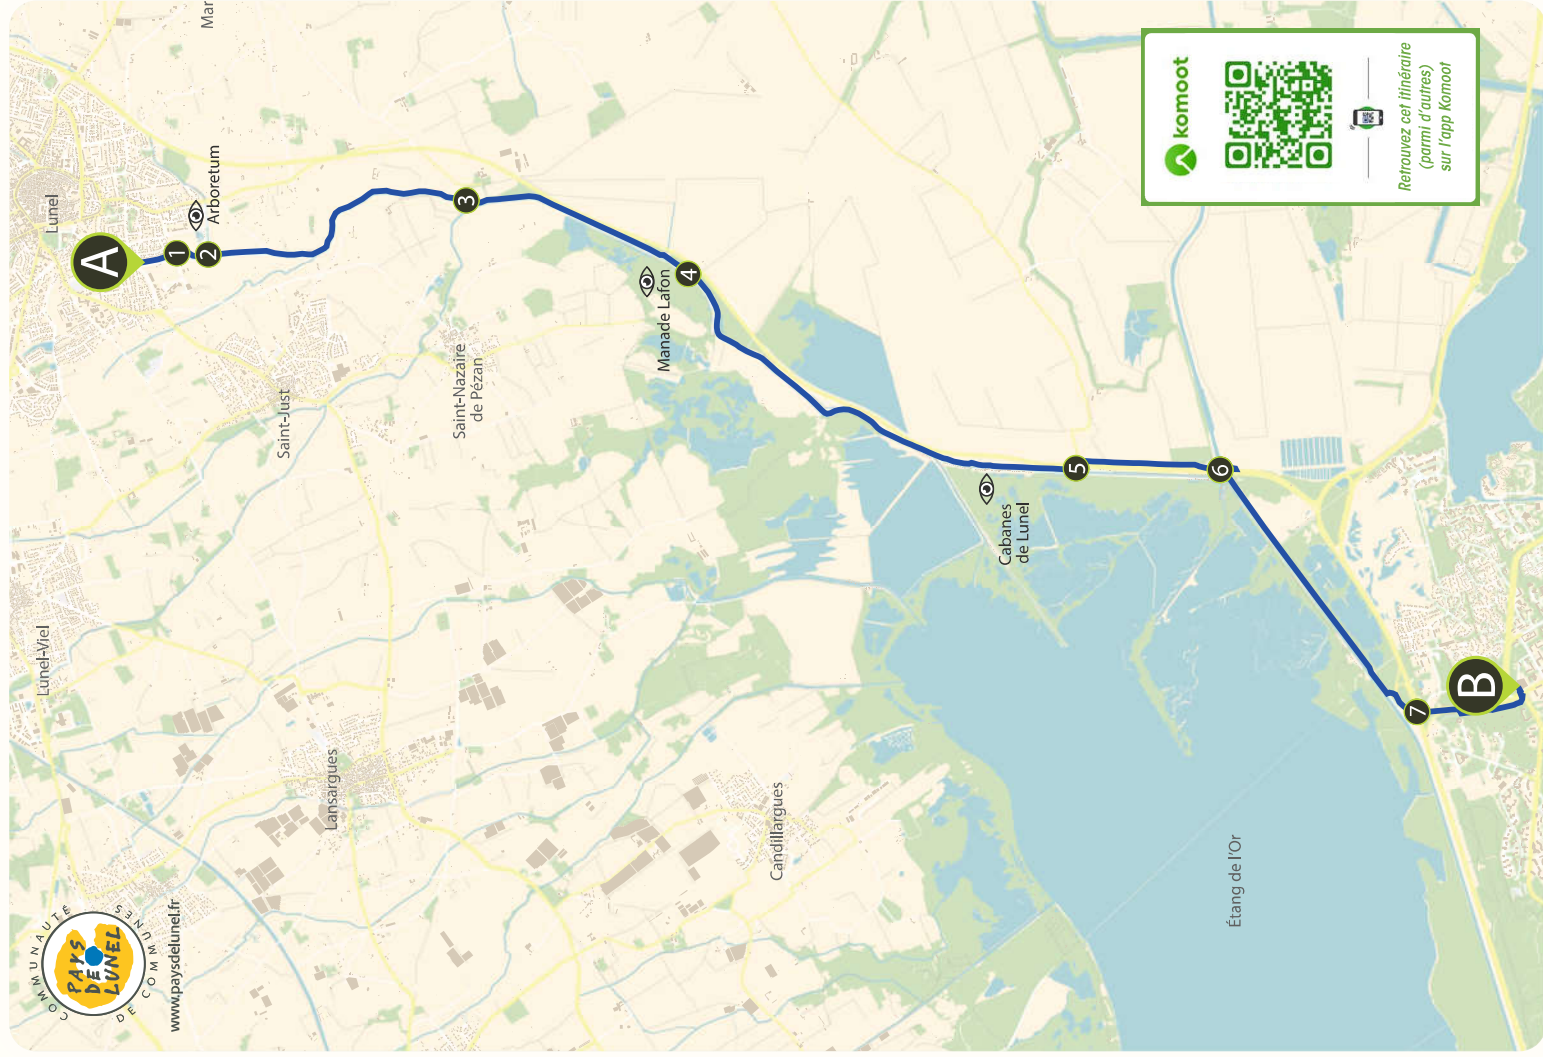 COMMUNAUTÉ
DE COMMUNES
PAYS
DE
LUNEL
www.paysdelunel.fr
Lunel-Viel
Lunel
A
1
2
Arboretum
Mar
Saint-Just
Lansargues
Saint-Nazaire
de Pézan
3
Manade Lafon
4
Candillargues
Cabanes
de Lunel
5
6
Étang de l'Or
7
B
komoot
Retrouvez cet itinéraire
(parmi d'autres)
sur l'app Komoot